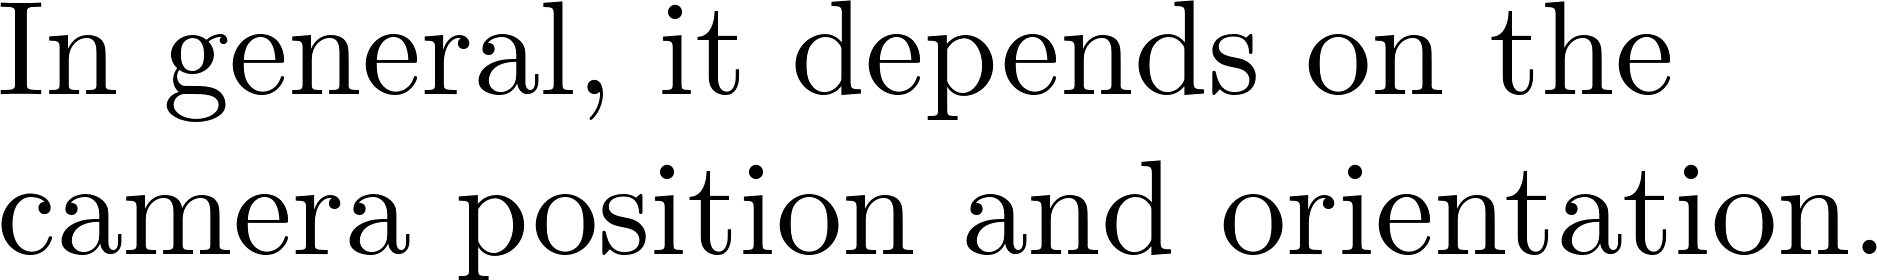 In general, it depends on the
camera position and orientation.